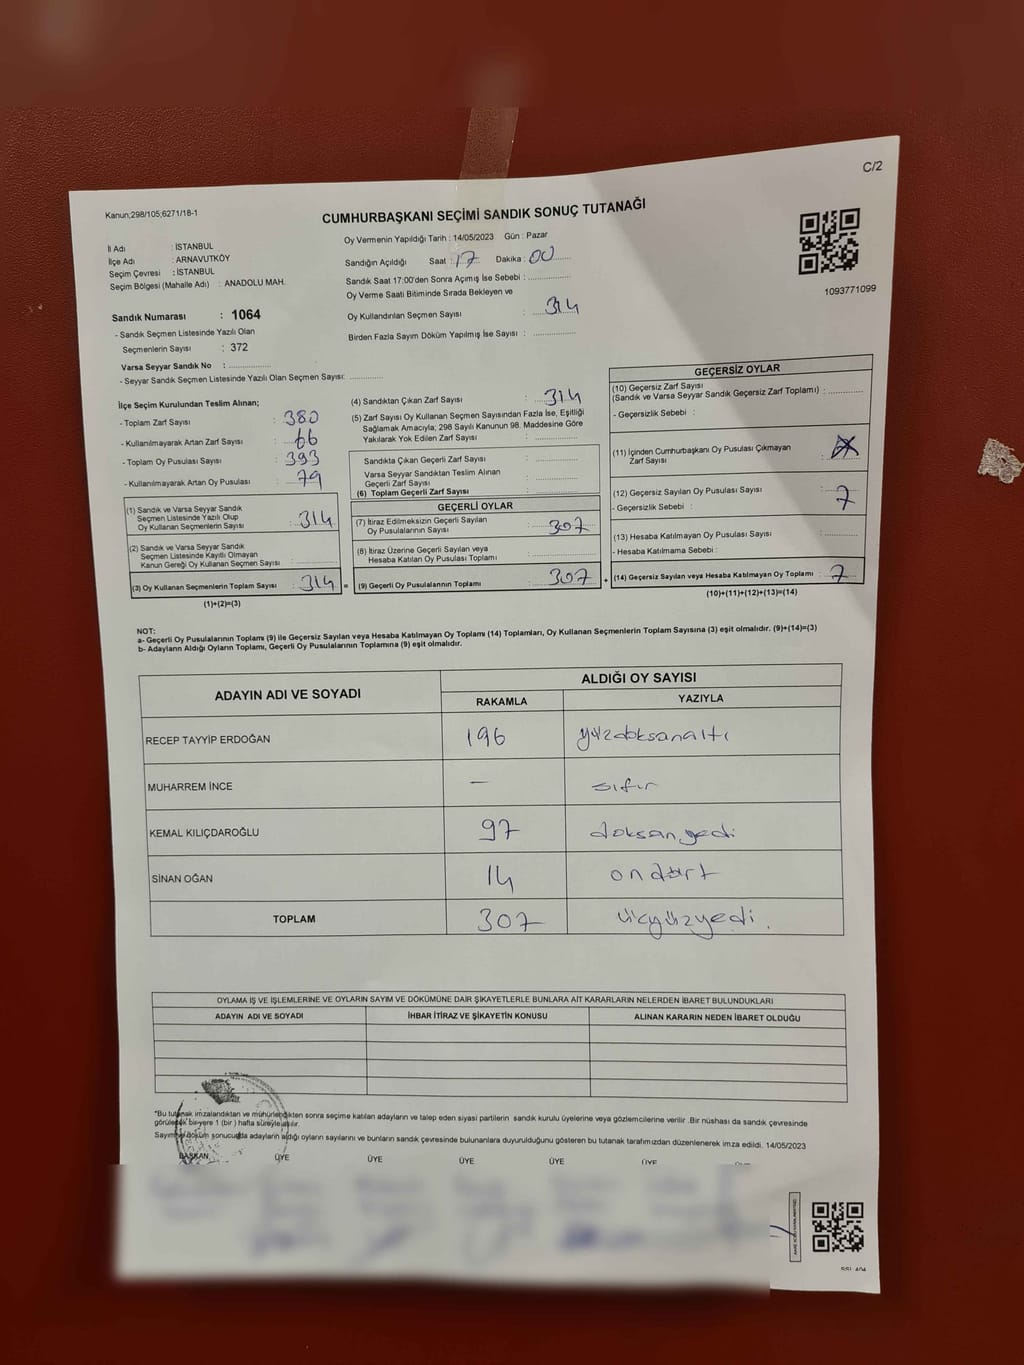 C/2
Kanun;298/105;6271/18-1
CUMHURBAŞKANI SEÇİMİ SANDIK SONUÇ TUTANAĞI
İl Adı : İSTANBUL
İlçe Adı : ARNAVUTKÖY
Seçim Çevresi : İSTANBUL
Seçim Bölgesi (Mahalle Adı) : ANADOLU MAH.
Oy Vermenin Yapıldığı Tarih : 14/05/2023 Gün : Pazar
Sandığın Açıldığı Saat : 17 Dakika : 00
Sandık Saat 17:00'den Sonra Açımış İse Sebebi :
Oy Verme Saati Bitiminde Sırada Bekleyen ve
Oy Kullandırılan Seçmen Sayısı : 314
Birden Fazla Sayım Döküm Yapılmış İse Sayısı :
1093771099
Sandık Numarası : 1064
- Sandık Seçmen Listesinde Yazılı Olan
Seçmenlerin Sayısı : 372
Varsa Seyyar Sandık No :
- Seyyar Sandık Seçmen Listesinde Yazılı Olan Seçmen Sayısı:
İlçe Seçim Kurulundan Teslim Alınan;
- Toplam Zarf Sayısı : 380
- Kullanılmayarak Artan Zarf Sayısı : 66
- Toplam Oy Pusulası Sayısı : 393
- Kullanılmayarak Artan Oy Pusulası : 79
(1) Sandık ve Varsa Seyyar Sandık
Seçmen Listesinde Yazılı Olup
Oy Kullanan Seçmenlerin Sayısı : 314
(2) Sandık ve Varsa Seyyar Sandık
Seçmen Listesinde Kayıtlı Olmayan
Kanun Gereği Oy Kullanan Seçmen Sayısı :
(3) Oy Kullanan Seçmenlerin Toplam Sayısı : 314 =
(1)+(2)=(3)
(4) Sandıktan Çıkan Zarf Sayısı : 314
(5) Zarf Sayısı Oy Kullanan Seçmen Sayısından Fazla İse, Eşitliği
Sağlamak Amacıyla; 298 Sayılı Kanunun 98. Maddesine Göre
Yakılarak Yok Edilen Zarf Sayısı :
Sandıkta Çıkan Geçerli Zarf Sayısı :
Varsa Seyyar Sandıktan Teslim Alınan
Geçerli Zarf Sayısı :
(6) Toplam Geçerli Zarf Sayısı :
GEÇERLİ OYLAR
(7) İtiraz Edilmeksizin Geçerli Sayılan
Oy Pusulalarının Sayısı : 307
(8) İtiraz Üzerine Geçerli Sayılan veya
Hesaba Katılan Oy Pusulası Toplamı :
(9) Geçerli Oy Pusulalarının Toplamı : 307 +
GEÇERSİZ OYLAR
(10) Geçersiz Zarf Sayısı
(Sandık ve Varsa Seyyar Sandık Geçersiz Zarf Toplamı) :
- Geçersizlik Sebebi :
(11) İçinden Cumhurbaşkanı Oy Pusulası Çıkmayan
Zarf Sayısı :
(12) Geçersiz Sayılan Oy Pusulası Sayısı : 7
- Geçersizlik Sebebi :
(13) Hesaba Katılmayan Oy Pusulası Sayısı :
- Hesaba Katılmama Sebebi :
(14) Geçersiz Sayılan veya Hesaba Katılmayan Oy Toplamı : 7
(10)+(11)+(12)+(13)=(14)
NOT:
a- Geçerli Oy Pusulalarının Toplamı (9) ile Geçersiz Sayılan veya Hesaba Katılmayan Oy Toplamı (14) Toplamları, Oy Kullanan Seçmenlerin Toplam Sayısına (3) eşit olmalıdır. (9)+(14)=(3)
b- Adayların Aldığı Oyların Toplamı, Geçerli Oy Pusulalarının Toplamına (9) eşit olmalıdır.
ADAYIN ADI VE SOYADI ALDIĞI OY SAYISI
RAKAMLA YAZIYLA
RECEP TAYYİP ERDOĞAN 196 yüzdoksanaltı
MUHARREM İNCE — sıfır
KEMAL KILIÇDAROĞLU 97 doksanyedi
SİNAN OĞAN 14 ondört
TOPLAM 307 üçyüzyedi.
OYLAMA İŞ VE İŞLEMLERİNE VE OYLARIN SAYIM VE DÖKÜMÜNE DAİR ŞİKAYETLERLE BUNLARA AİT KARARLARIN NELERDEN İBARET BULUNDUKLARI
ADAYIN ADI VE SOYADI İHBAR İTİRAZ VE ŞİKAYETİN KONUSU ALINAN KARARIN NEDEN İBARET OLDUĞU
"Bu tutanak imzalandıktan ve mühürlendikten sonra seçime katılan adayların ve talep eden siyasi partilerin sandık kurulu üyelerine veya gözlemcilerine verilir .Bir nüshası da sandık çevresinde
görülecek bir yere 1 (bir ) hafta süreyle asılır.
Sayım ve döküm sonucunda adayların aldığı oyların sayılarını ve bunların sandık çevresinde bulunanlara duyurulduğunu gösteren bu tutanak tarafımızdan düzenlenerek imza edildi. 14/05/2023
BAŞKAN ÜYE ÜYE ÜYE ÜYE ÜYE